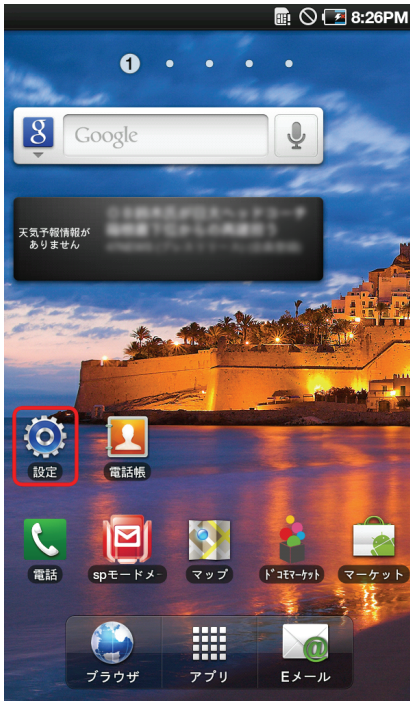 8:26PM
1
g
Google
天気予報情報が
ありません
設定
電話帳
電話
spモードメ-
マップ
ﾄﾞｺﾓﾏｰｹｯﾄ
マーケット
ブラウザ
アプリ
Eメール